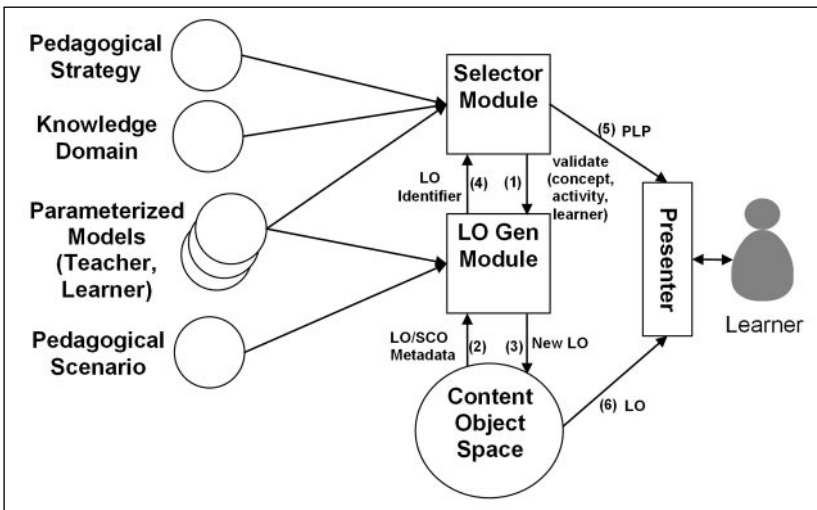 Pedagogical
Strategy
Knowledge
Domain
Parameterized
Models
(Teacher,
Learner)
Pedagogical
Scenario
Selector
Module
LO
Identifier
(4)
(1)
validate
(concept,
activity,
learner)
(5) PLP
LO Gen
Module
LO/SCO
Metadata
(2)
(3)
New LO
Content
Object
Space
(6) LO
Presenter
Learner